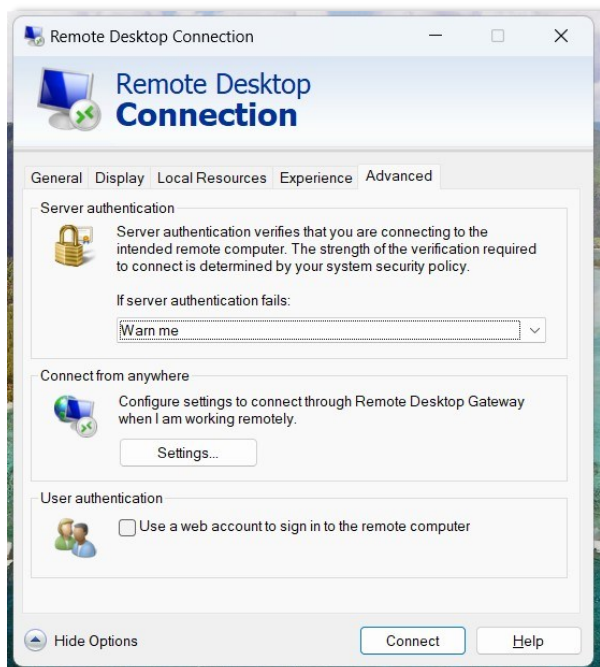 Remote Desktop Connection
Remote Desktop
Connection
General Display Local Resources Experience Advanced
Server authentication
Server authentication verifies that you are connecting to the
intended remote computer. The strength of the verification required
to connect is determined by your system security policy.
If server authentication fails:
Warn me
Connect from anywhere
Configure settings to connect through Remote Desktop Gateway
when I am working remotely.
Settings...
User authentication
Use a web account to sign in to the remote computer
Hide Options Connect Help